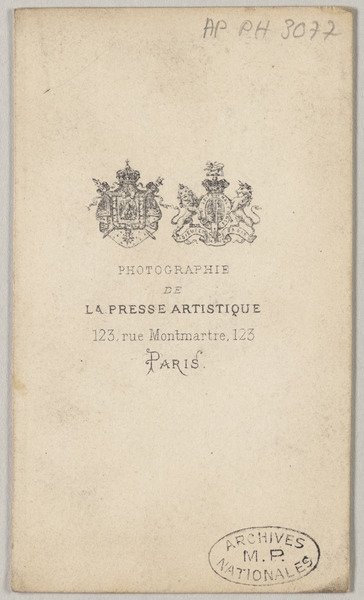 AP PH 3077
PHOTOGRAPHIE
DE
LA PRESSE ARTISTIQUE
123, rue Montmartre, 123
PARIS.
ARCHIVES
M.P.
NATIONALES